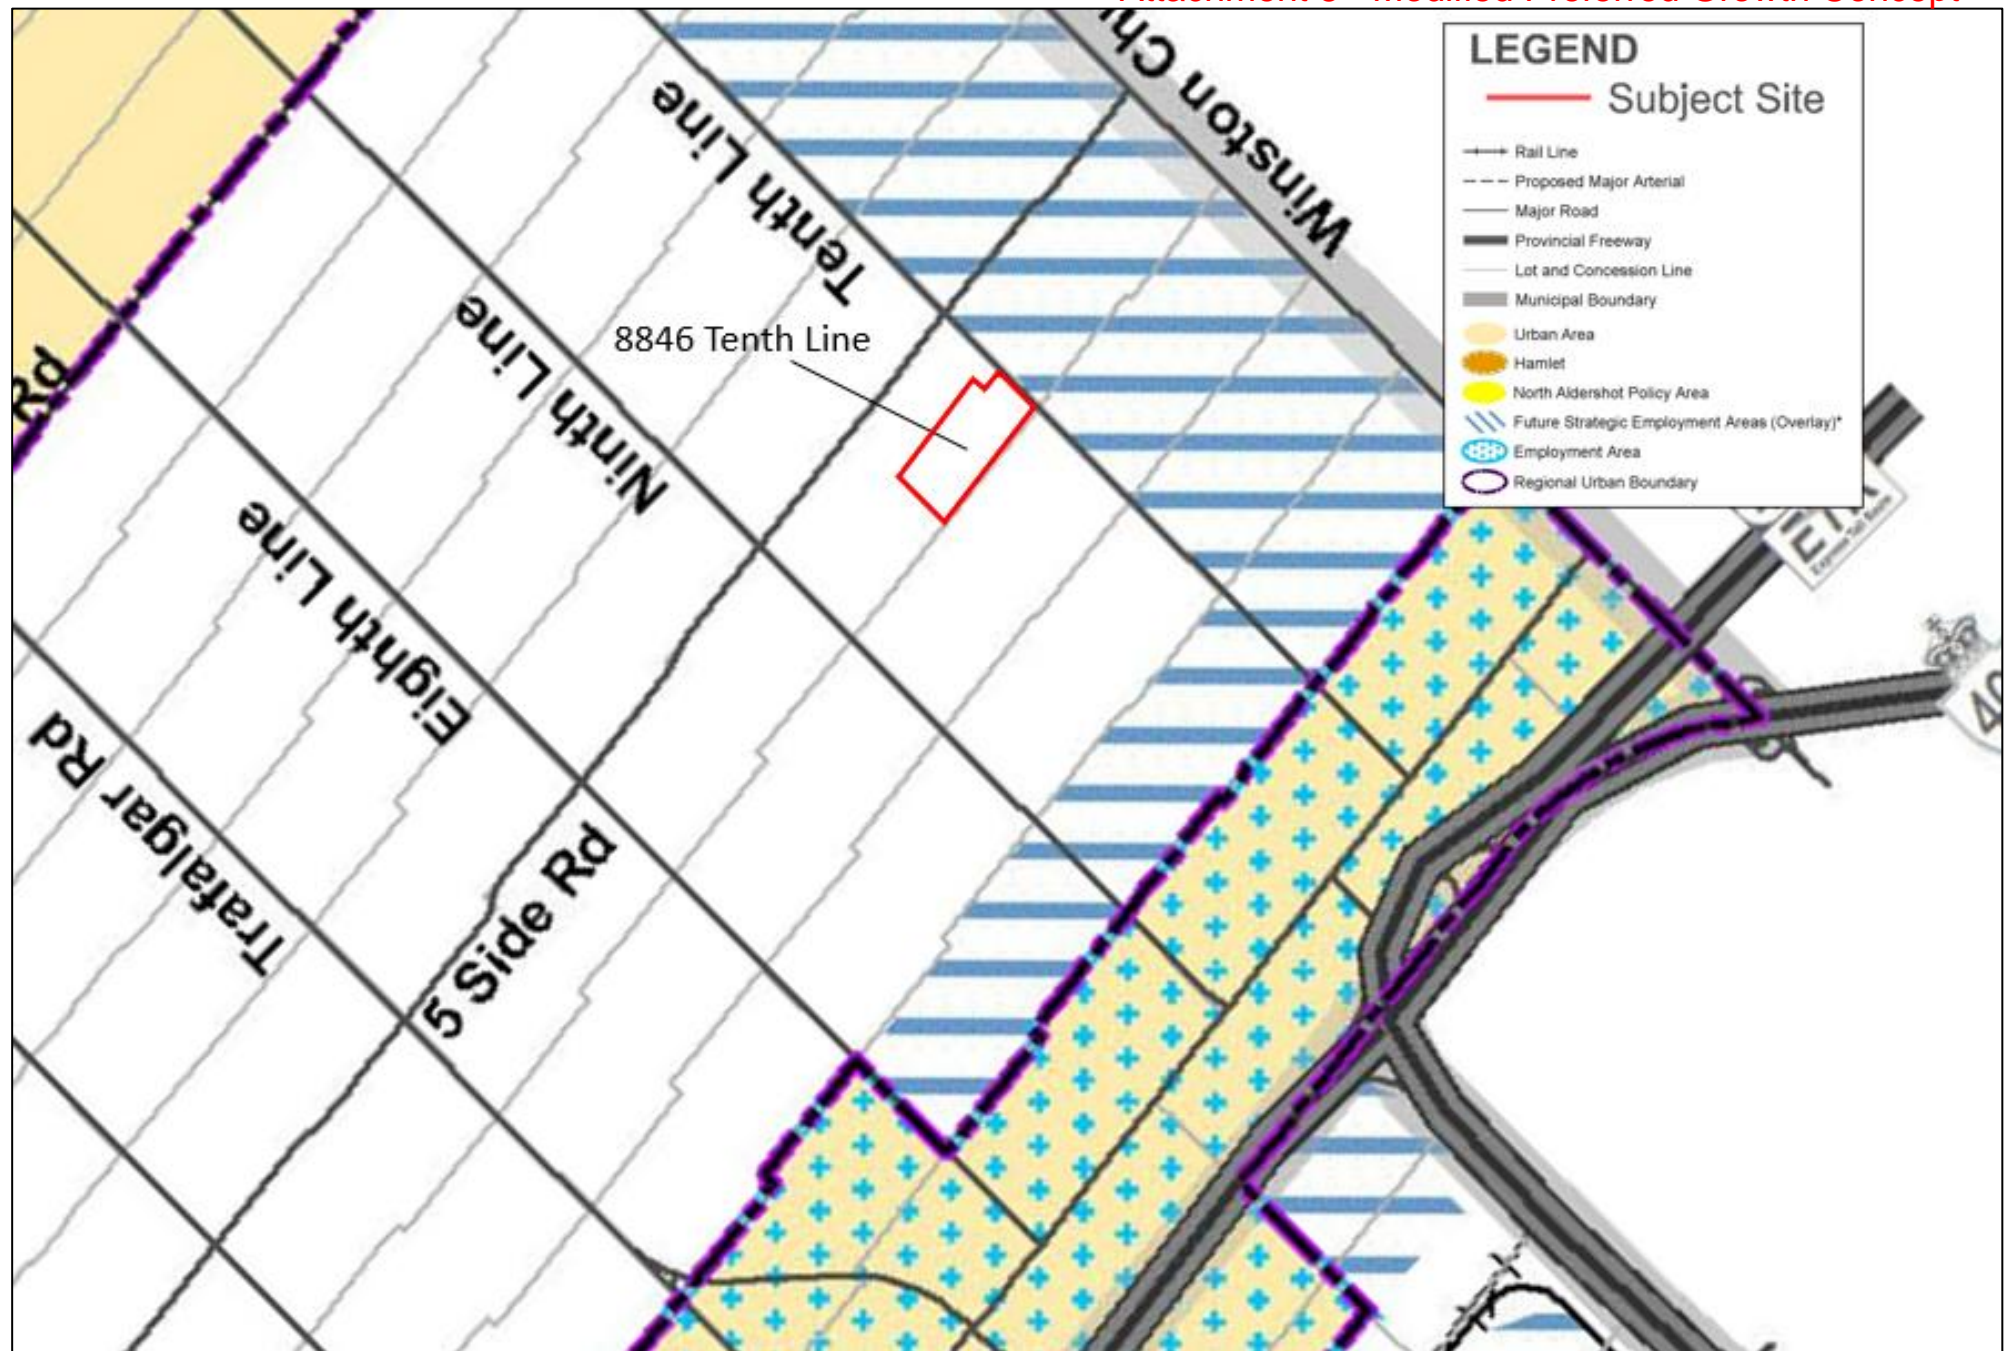 LEGEND
Subject Site
Rail Line
Proposed Major Arterial
Major Road
Provincial Freeway
Lot and Concession Line
Municipal Boundary
Urban Area
Hamlet
North Aldershot Policy Area
Future Strategic Employment Areas (Overlay)*
Employment Area
Regional Urban Boundary
Winston
Tenth Line
8846 Tenth Line
Ninth Line
Rd
Eighth Line
Trafalgar Rd
5 Side Rd